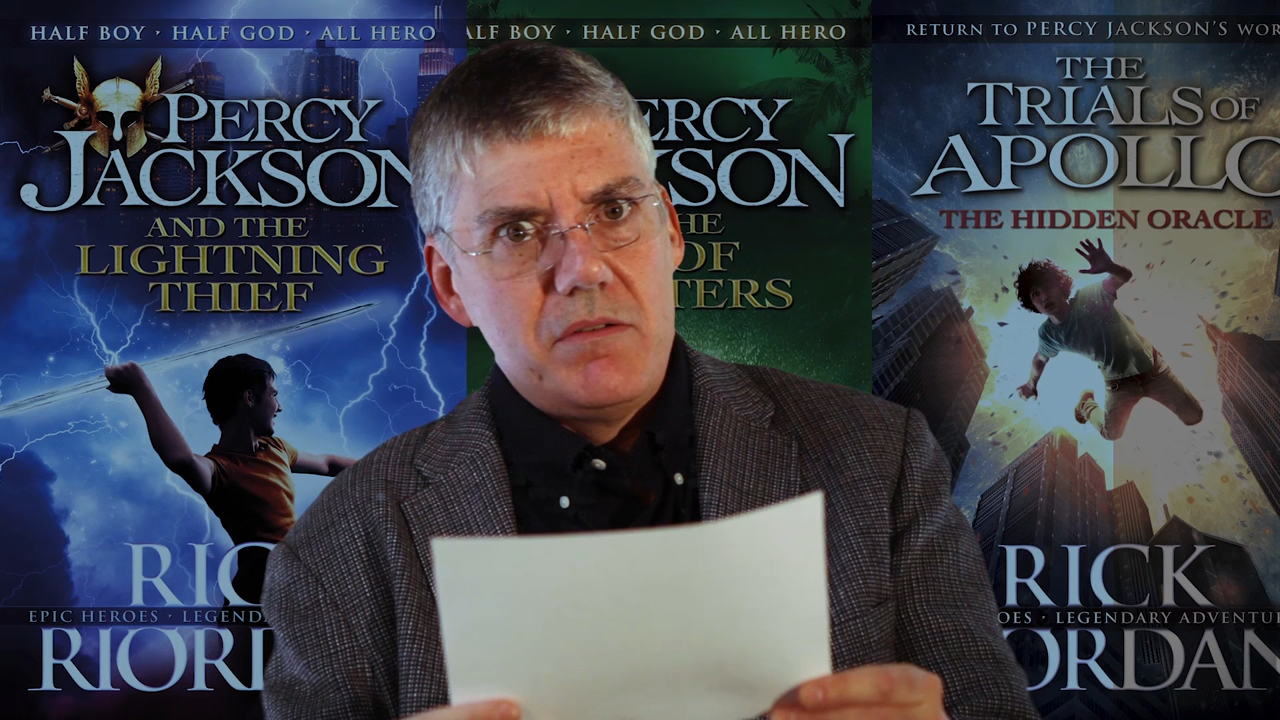 HALF BOY · HALF GOD · ALL HERO
PERCY
JACKSON
AND THE
LIGHTNING
THIEF
RIC
EPIC HEROES · LEGEND
RIORD
ALF BOY · HALF GOD · ALL HERO
ERCY
KSON
HE
OF
TERS
RETURN TO PERCY JACKSON'S WOR
THE
TRIALS OF
APOLLO
THE HIDDEN ORACLE
RICK
OES · LEGENDARY ADVENTU
ORDAN